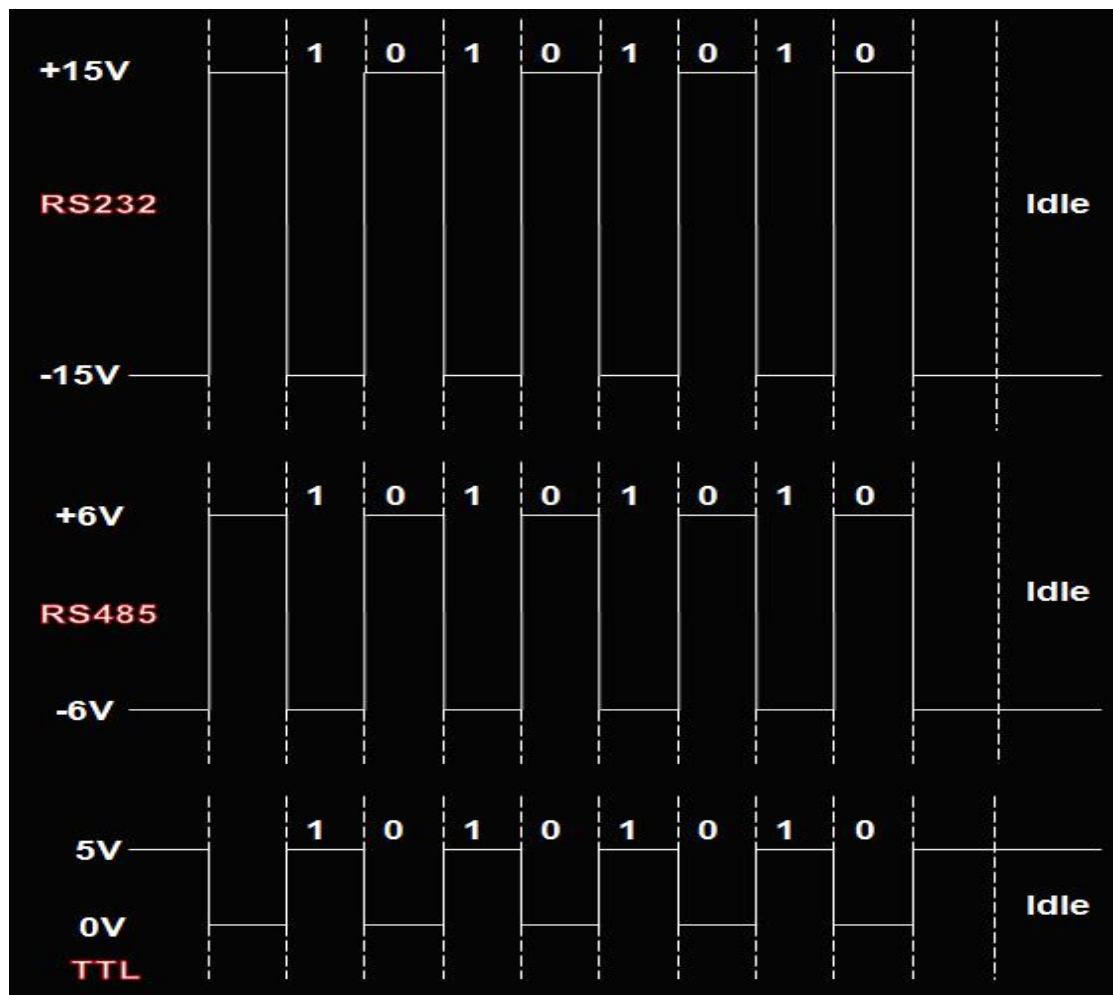 1 0 1 0 1 0 1 0
+15V
RS232
Idle
-15V
1 0 1 0 1 0 1 0
+6V
Idle
RS485
-6V
1 0 1 0 1 0 1 0
5V
Idle
0V
TTL